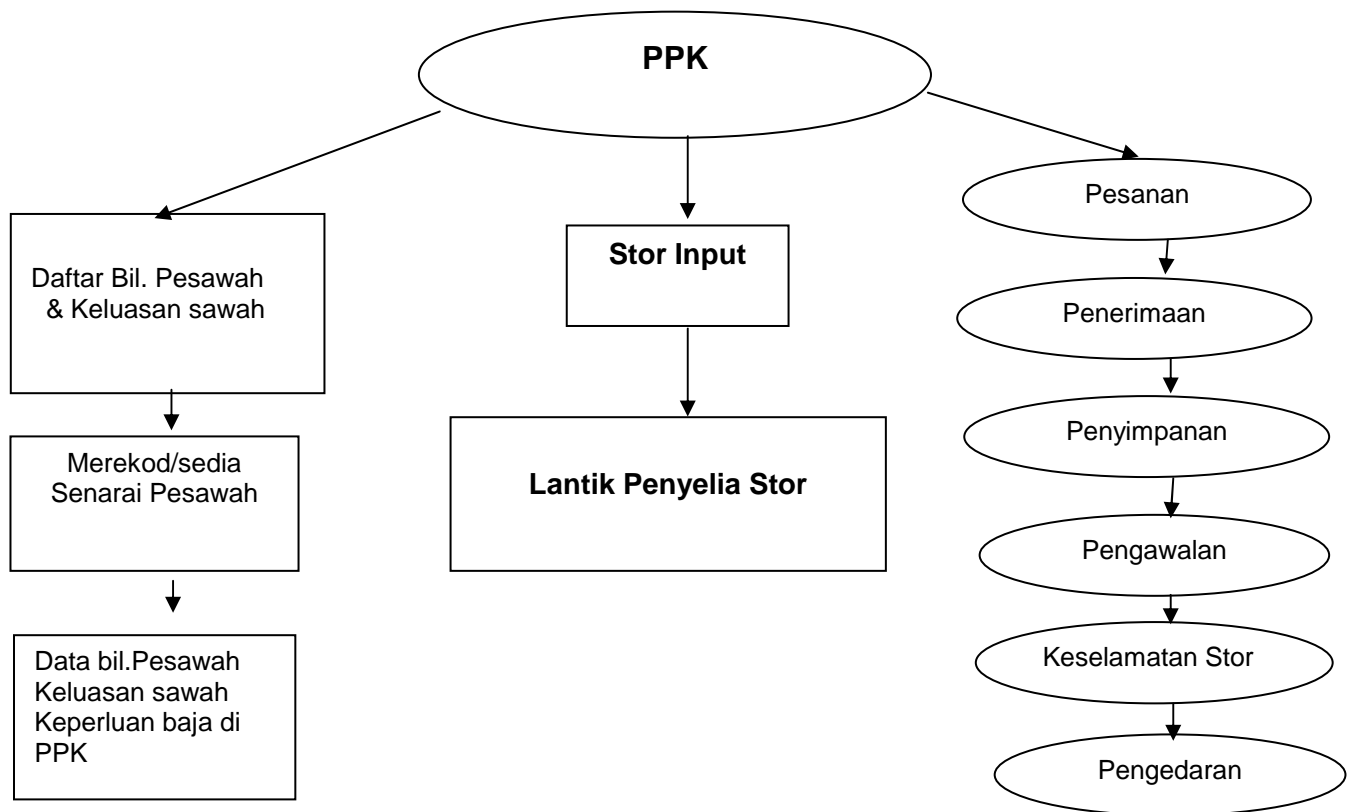 PPK
Daftar Bil. Pesawah
& Keluasan sawah
Merekod/sedia
Senarai Pesawah
Data bil.Pesawah
Keluasan sawah
Keperluan baja di
PPK
Stor Input
Lantik Penyelia Stor
Pesanan
Penerimaan
Penyimpanan
Pengawalan
Keselamatan Stor
Pengedaran